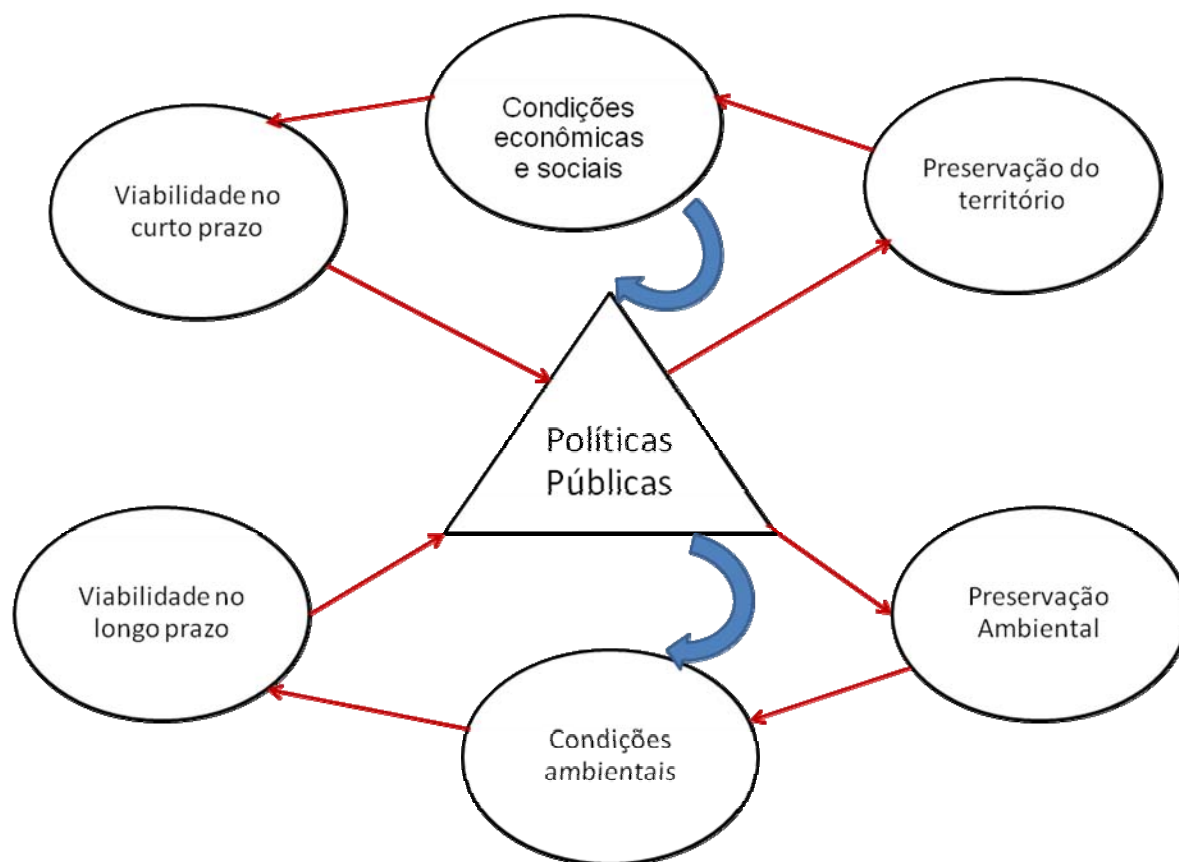 Condições
econômicas
e sociais
Viabilidade no
curto prazo
Preservação do
território
Políticas
Públicas
Viabilidade no
longo prazo
Preservação
Ambiental
Condições
ambientais